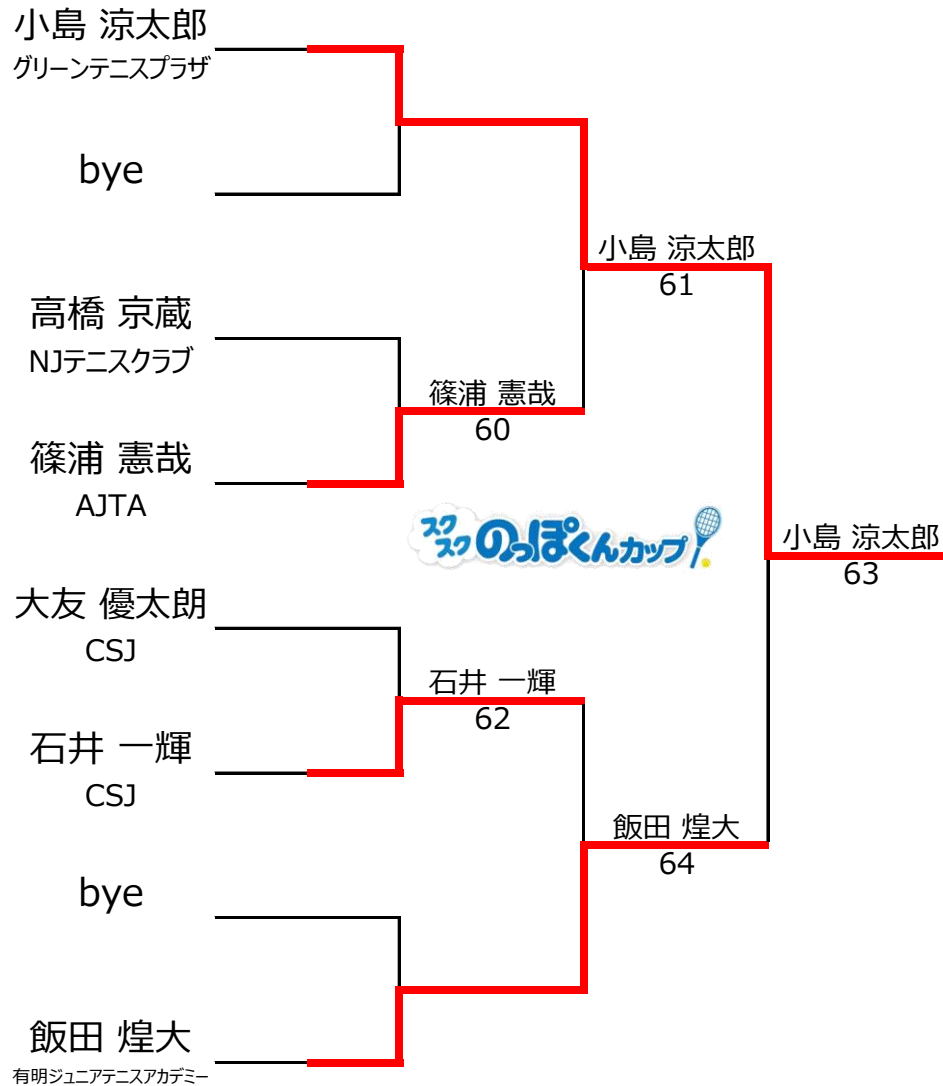 小島 涼太郎
グリーンテニスプラザ
bye
小島 涼太郎
61
高橋 京蔵
NJテニスクラブ
篠浦 憲哉
60
篠浦 憲哉
AJTA
スクスクのっぽくんカップ
小島 涼太郎
63
大友 優太朗
CSJ
石井 一輝
62
石井 一輝
CSJ
飯田 煌大
64
bye
飯田 煌大
有明ジュニアテニスアカデミー